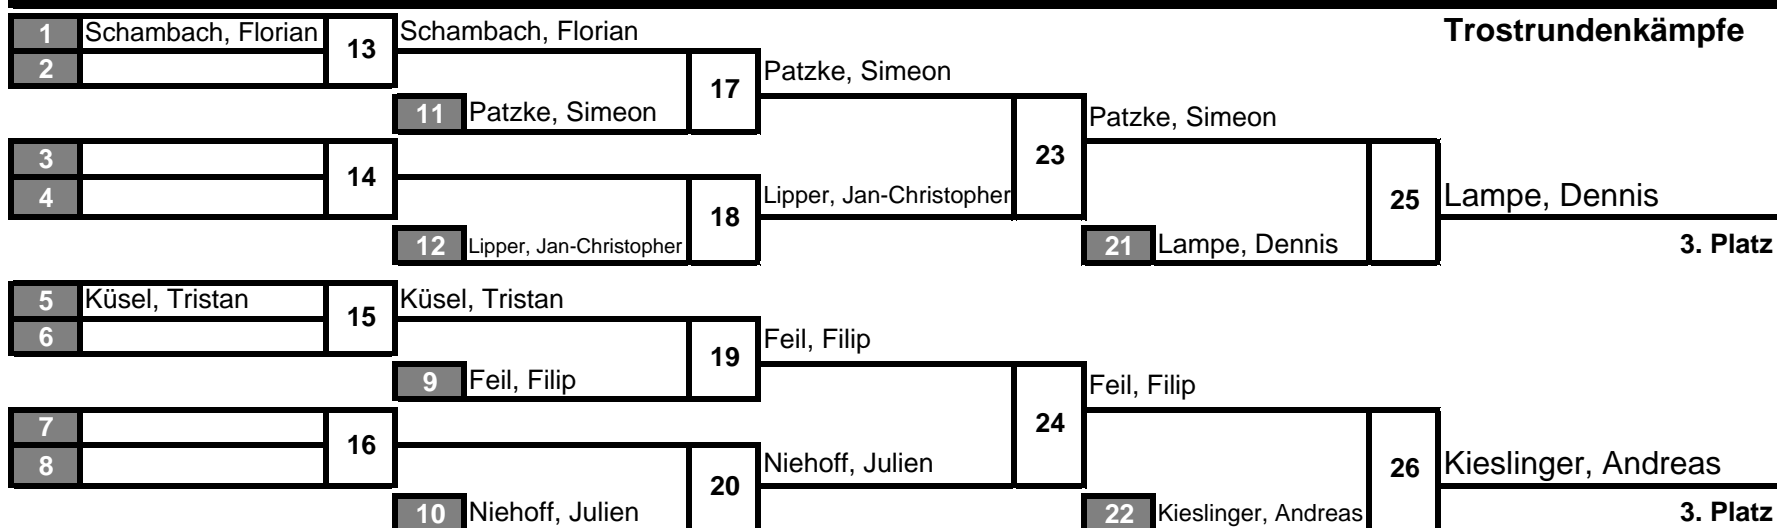 1 Schambach, Florian 13 Schambach, Florian Trostrundenkämpfe
2
17 Patzke, Simeon
11 Patzke, Simeon
Patzke, Simeon
3
14 23
4 Lipper, Jan-Christopher 25 Lampe, Dennis
18
12 Lipper, Jan-Christopher 21 Lampe, Dennis 3. Platz
5 Küsel, Tristan 15 Küsel, Tristan
6
19 Feil, Filip
9 Feil, Filip
Feil, Filip
7
16 24
8 Niehoff, Julien 26 Kieslinger, Andreas
20
10 Niehoff, Julien 22 Kieslinger, Andreas 3. Platz